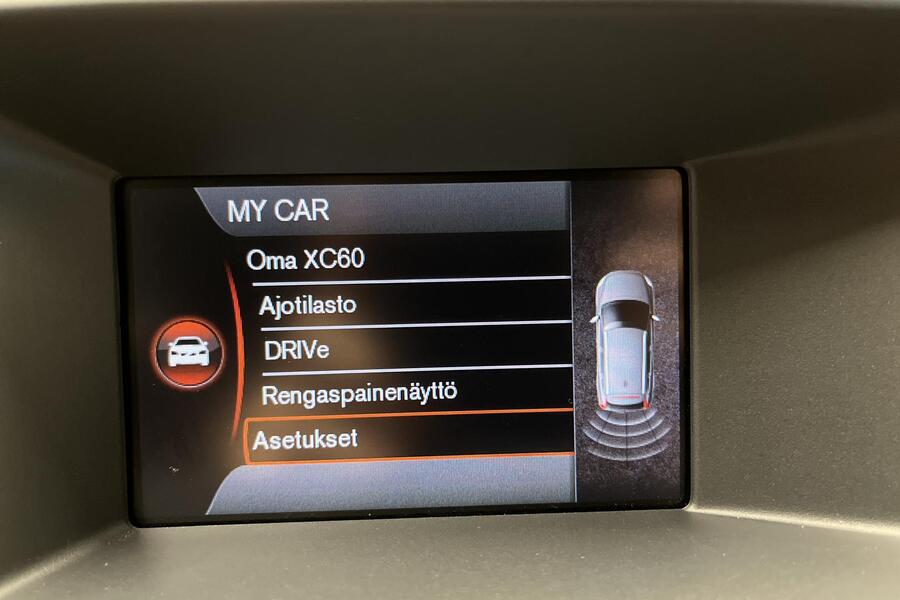 MY CAR
Oma XC60
Ajotilasto
DRIVe
Rengaspainenäyttö
Asetukset